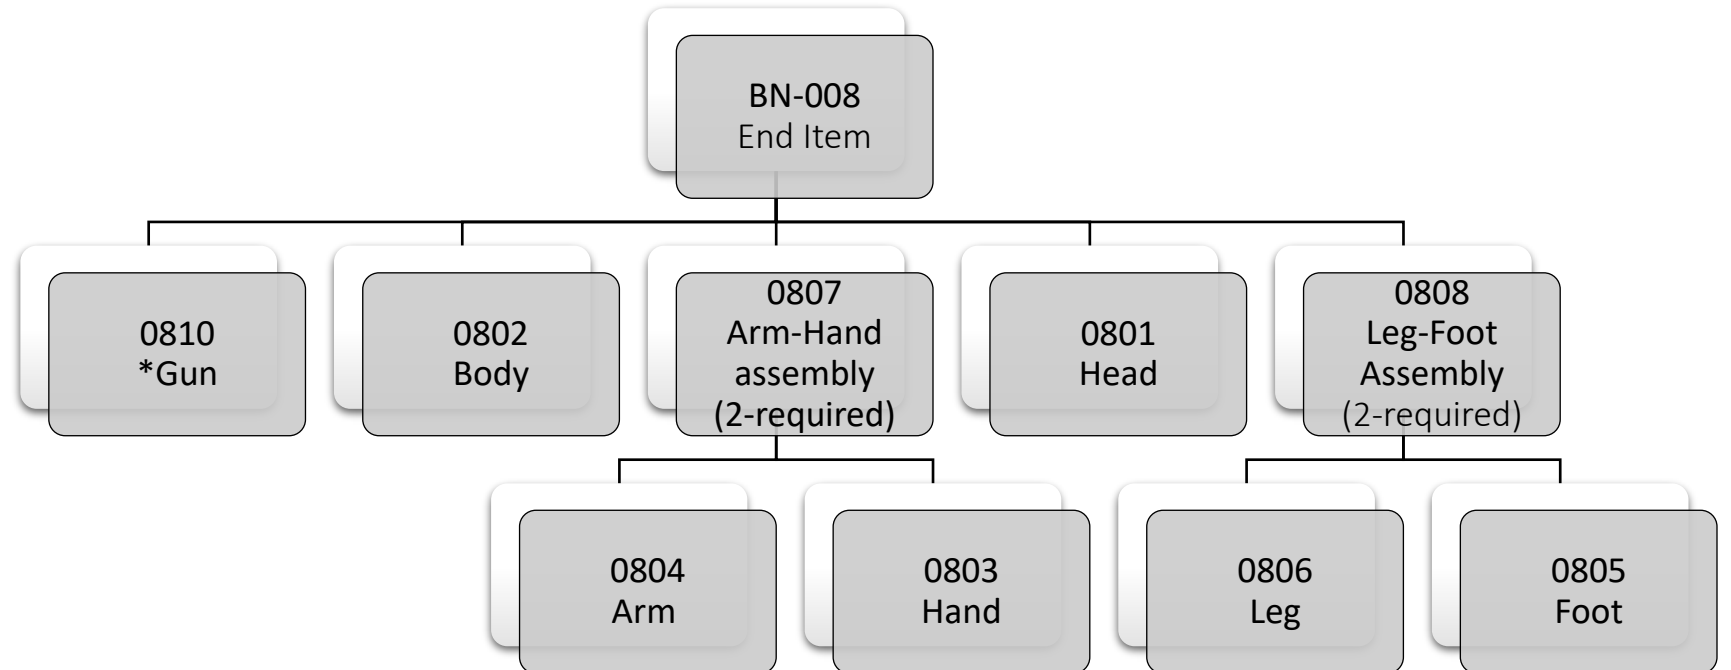 BN-008
End Item
0810
*Gun
0802
Body
0807
Arm-Hand
assembly
(2-required)
0801
Head
0808
Leg-Foot
Assembly
(2-required)
0804
Arm
0803
Hand
0806
Leg
0805
Foot